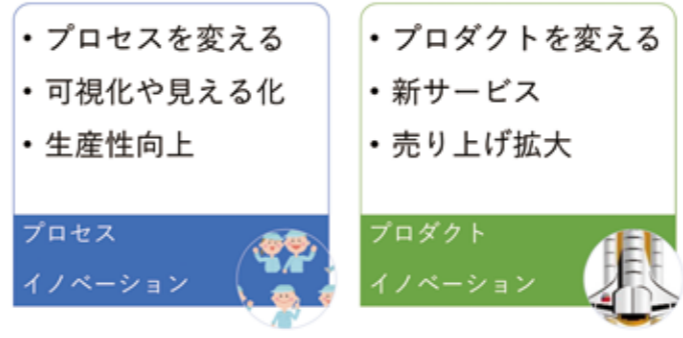 ・プロセスを変える
・可視化や見える化
・生産性向上
プロセス
イノベーション
・プロダクトを変える
・新サービス
・売り上げ拡大
プロダクト
イノベーション